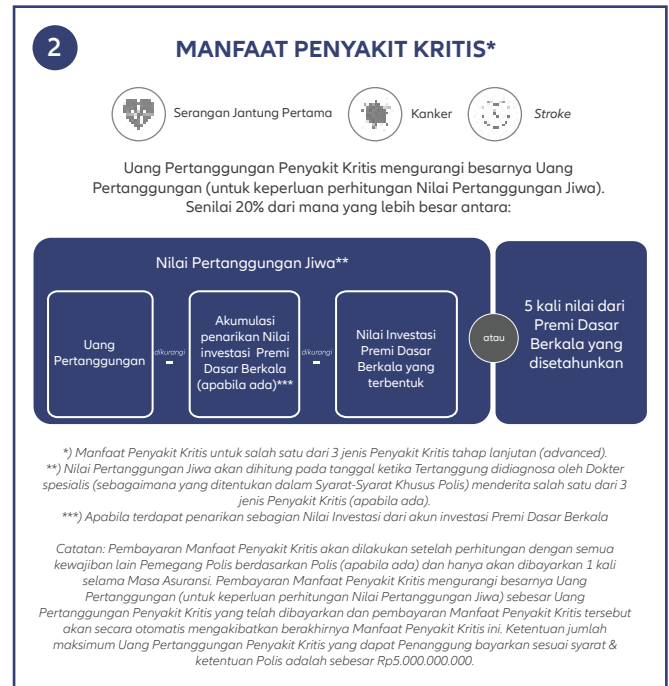 2
MANFAAT PENYAKIT KRITIS*
Serangan Jantung Pertama
Kanker
Stroke
Uang Pertanggungan Penyakit Kritis mengurangi besarnya Uang
Pertanggungan (untuk keperluan perhitungan Nilai Pertanggungan Jiwa).
Senilai 20% dari mana yang lebih besar antara:
Nilai Pertanggungan Jiwa**
Uang
Pertanggungan
dikurangi
-
Akumulasi
penarikan Nilai
investasi Premi
Dasar Berkala
(apabila ada)***
dikurangi
-
Nilai Investasi
Premi Dasar
Berkala yang
terbentuk
atau
5 kali nilai dari
Premi Dasar
Berkala yang
disetahunkan
*) Manfaat Penyakit Kritis untuk salah satu dari 3 jenis Penyakit Kritis tahap lanjutan (advanced).
**) Nilai Pertanggungan Jiwa akan dihitung pada tanggal ketika Tertanggung didiagnosa oleh Dokter
spesialis (sebagaimana yang ditentukan dalam Syarat-Syarat Khusus Polis) menderita salah satu dari 3
jenis Penyakit Kritis (apabila ada).
***) Apabila terdapat penarikan sebagian Nilai Investasi dari akun investasi Premi Dasar Berkala
Catatan: Pembayaran Manfaat Penyakit Kritis akan dilakukan setelah perhitungan dengan semua
kewajiban lain Pemegang Polis berdasarkan Polis (apabila ada) dan hanya akan dibayarkan 1 kali
selama Masa Asuransi. Pembayaran Manfaat Penyakit Kritis mengurangi besarnya Uang
Pertanggungan (untuk keperluan perhitungan Nilai Pertanggungan Jiwa) sebesar Uang
Pertanggungan Penyakit Kritis yang telah dibayarkan dan pembayaran Manfaat Penyakit Kritis tersebut
akan secara otomatis mengakibatkan berakhirnya Manfaat Penyakit Kritis ini. Ketentuan jumlah
maksimum Uang Pertanggungan Penyakit Kritis yang dapat Penanggung bayarkan sesuai syarat &
ketentuan Polis adalah sebesar Rp5.000.000.000.